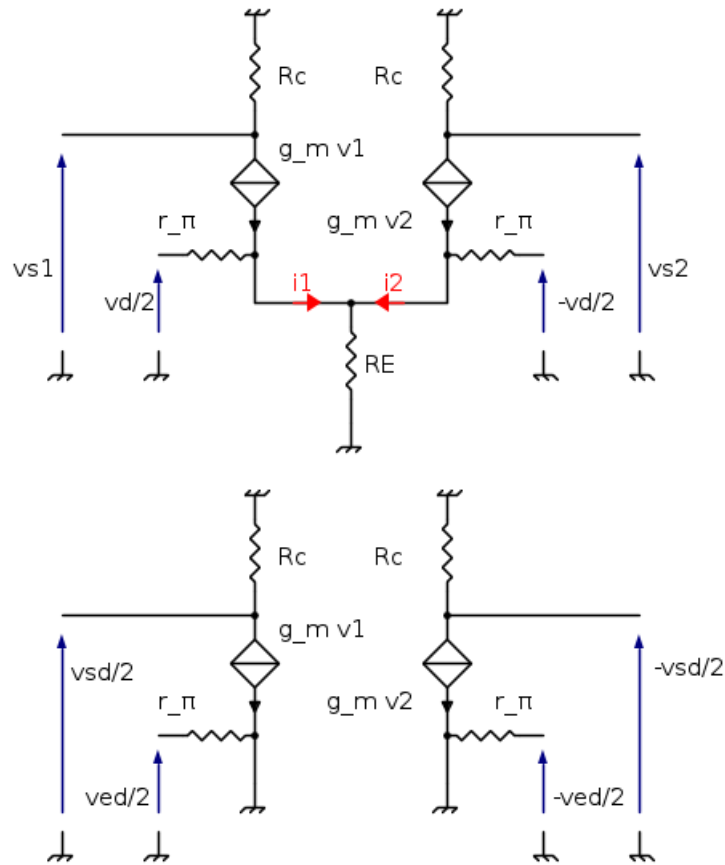 Rc
Rc
g_m v1
r_π
g_m v2
r_π
vs1
vd/2
i1
i2
-vd/2
vs2
RE
Rc
Rc
g_m v1
vsd/2
-vsd/2
r_π
g_m v2
r_π
ved/2
-ved/2